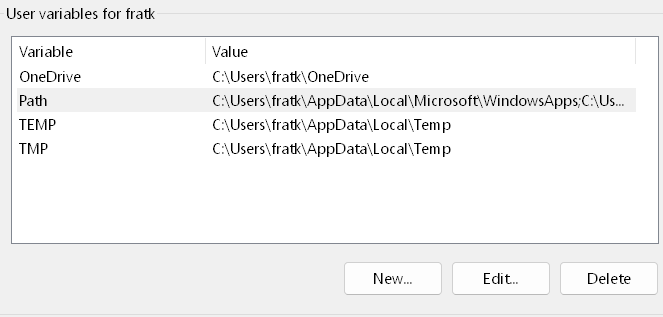 User variables for fratk
Variable Value
OneDrive C:\Users\fratk\OneDrive
Path C:\Users\fratk\AppData\Local\Microsoft\WindowsApps;C:\Us...
TEMP C:\Users\fratk\AppData\Local\Temp
TMP C:\Users\fratk\AppData\Local\Temp
New... Edit... Delete